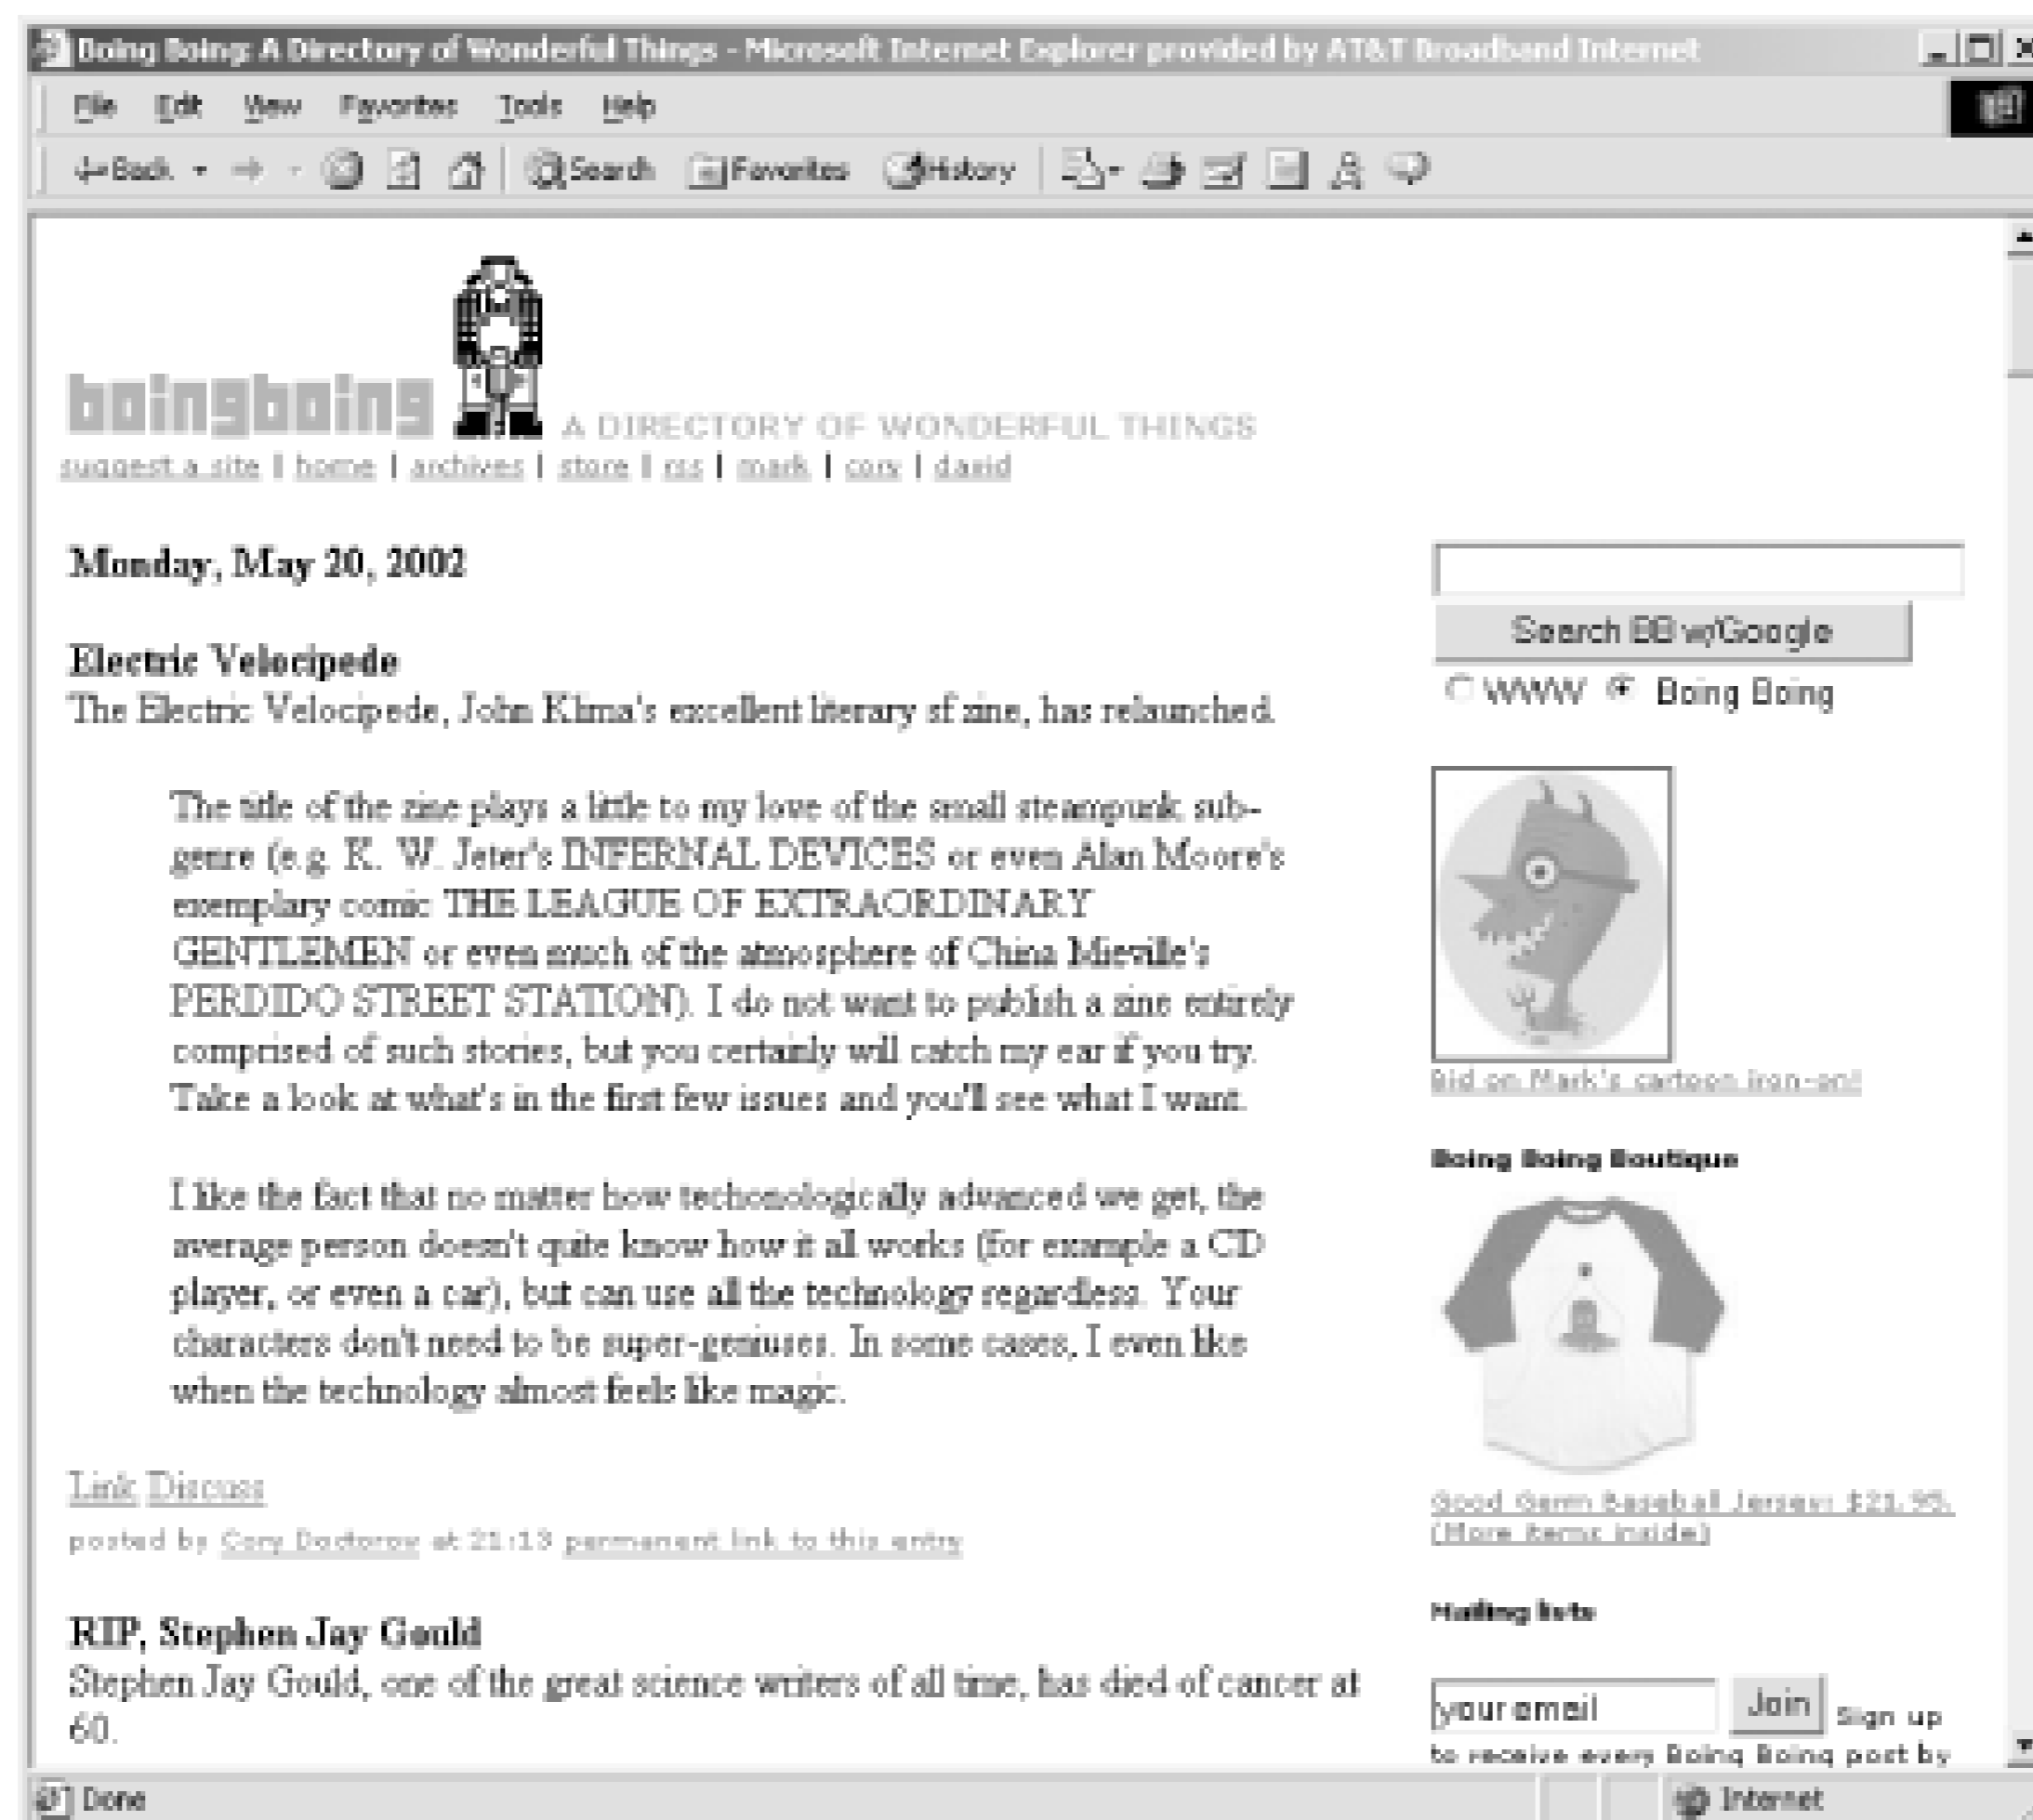 Boing Boing: A Directory of Wonderful Things - Microsoft Internet Explorer provided by AT&T Broadband Internet
File Edit View Favorites Tools Help
Back Search Favorites History
boingboing A DIRECTORY OF WONDERFUL THINGS
suggest a site | home | archives | store | rss | mark | cory | david
Monday, May 20, 2002
Electric Velocipede
The Electric Velocipede, John Klima's excellent literary sf zine, has relaunched.
The title of the zine plays a little to my love of the small steampunk sub-
genre (e.g. K. W. Jeter's INFERNAL DEVICES or even Alan Moore's
exemplary comic THE LEAGUE OF EXTRAORDINARY
GENTLEMEN or even much of the atmosphere of China Mieville's
PERDIDO STREET STATION). I do not want to publish a zine entirely
comprised of such stories, but you certainly will catch my ear if you try.
Take a look at what's in the first few issues and you'll see what I want.
I like the fact that no matter how techonologically advanced we get, the
average person doesn't quite know how it all works (for example a CD
player, or even a car), but can use all the technology regardless. Your
characters don't need to be super-geniuses. In some cases, I even like
when the technology almost feels like magic.
Link Discuss
posted by Cory Doctorow at 21:13 permanent link to this entry
RIP, Stephen Jay Gould
Stephen Jay Gould, one of the great science writers of all time, has died of cancer at
60.
Search BB w/Google
WWW Boing Boing
Bid on Mark's cartoon iron-on!
Boing Boing Boutique
Good Germ Baseball Jersey: $21.95.
(More items inside)
Mailing lists
your email Join Sign up
to receive every Boing Boing post by
Done Internet